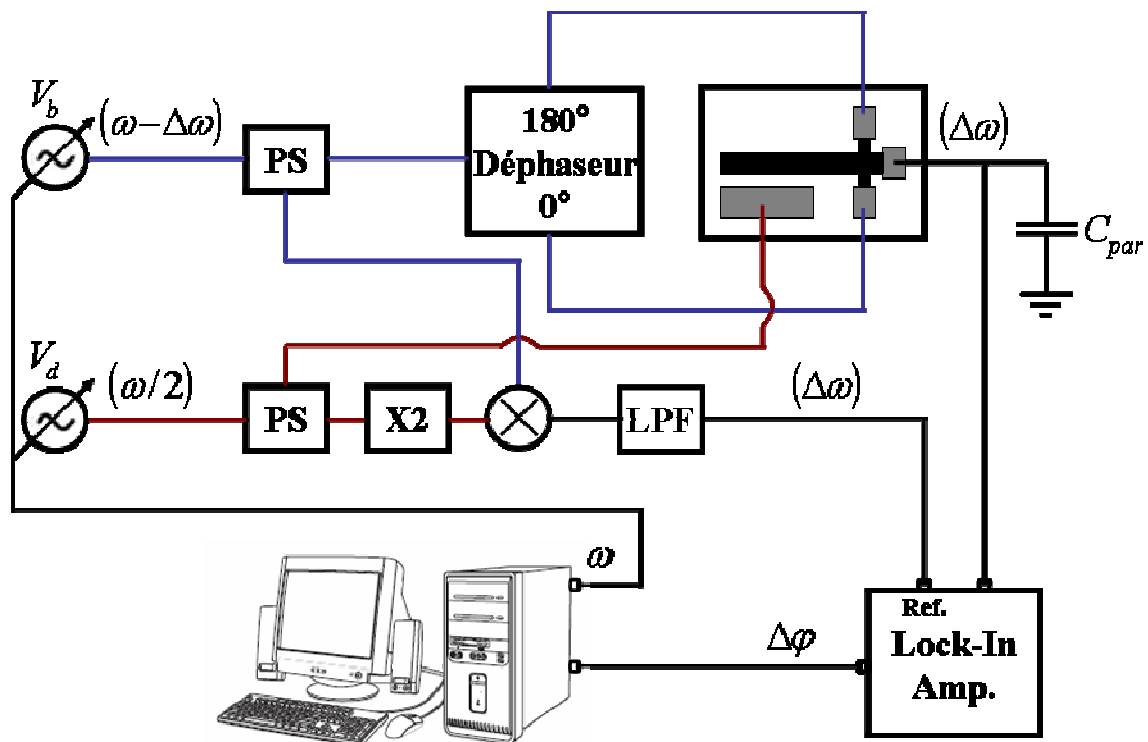 V_b
(ω−Δω)
PS
180°
Déphaseur
0°
(Δω)
C_par
V_d
(ω/2)
PS
X2
LPF
(Δω)
ω
Δφ
Ref.
Lock-In
Amp.